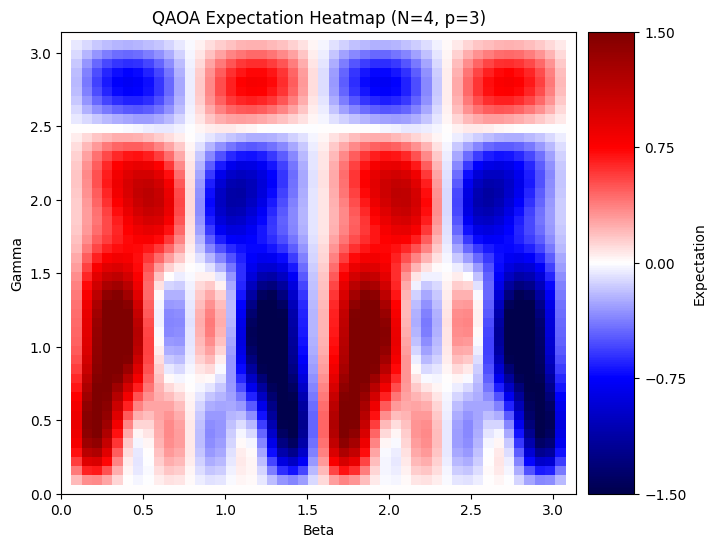 QAOA Expectation Heatmap (N=4, p=3)
3.0
2.5
2.0
1.5
1.0
0.5
0.0
Gamma
0.0 0.5 1.0 1.5 2.0 2.5 3.0
Beta
1.50
0.75
0.00
−0.75
−1.50
Expectation